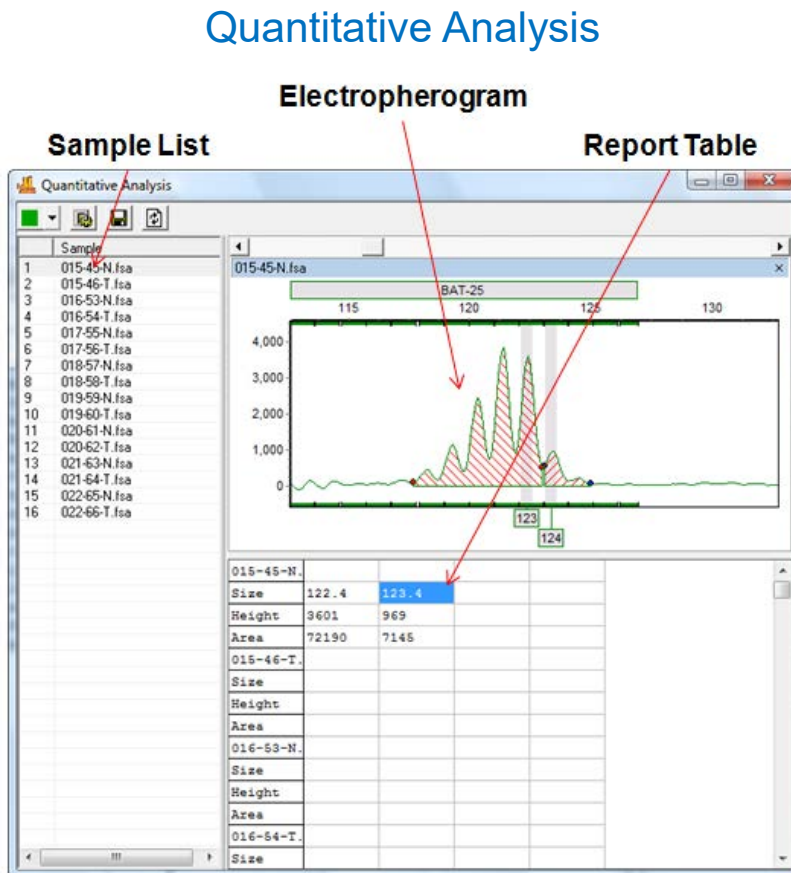 Quantitative Analysis
Electropherogram
Sample List
Report Table
Quantitative Analysis
Sample
1 015-45-N.fsa
2 015-46-T.fsa
3 016-53-N.fsa
4 016-54-T.fsa
5 017-55-N.fsa
6 017-56-T.fsa
7 018-57-N.fsa
8 018-58-T.fsa
9 019-59-N.fsa
10 019-60-T.fsa
11 020-61-N.fsa
12 020-62-T.fsa
13 021-63-N.fsa
14 021-64-T.fsa
15 022-65-N.fsa
16 022-66-T.fsa
015-45-N.fsa
BAT-25
115 120 125 130
4,000
3,000
2,000
1,000
0
123
124
015-45-N.
Size 122.4 123.4
Height 3601 969
Area 72190 7145
015-46-T.
Size
Height
Area
016-53-N.
Size
Height
Area
016-54-T.
Size